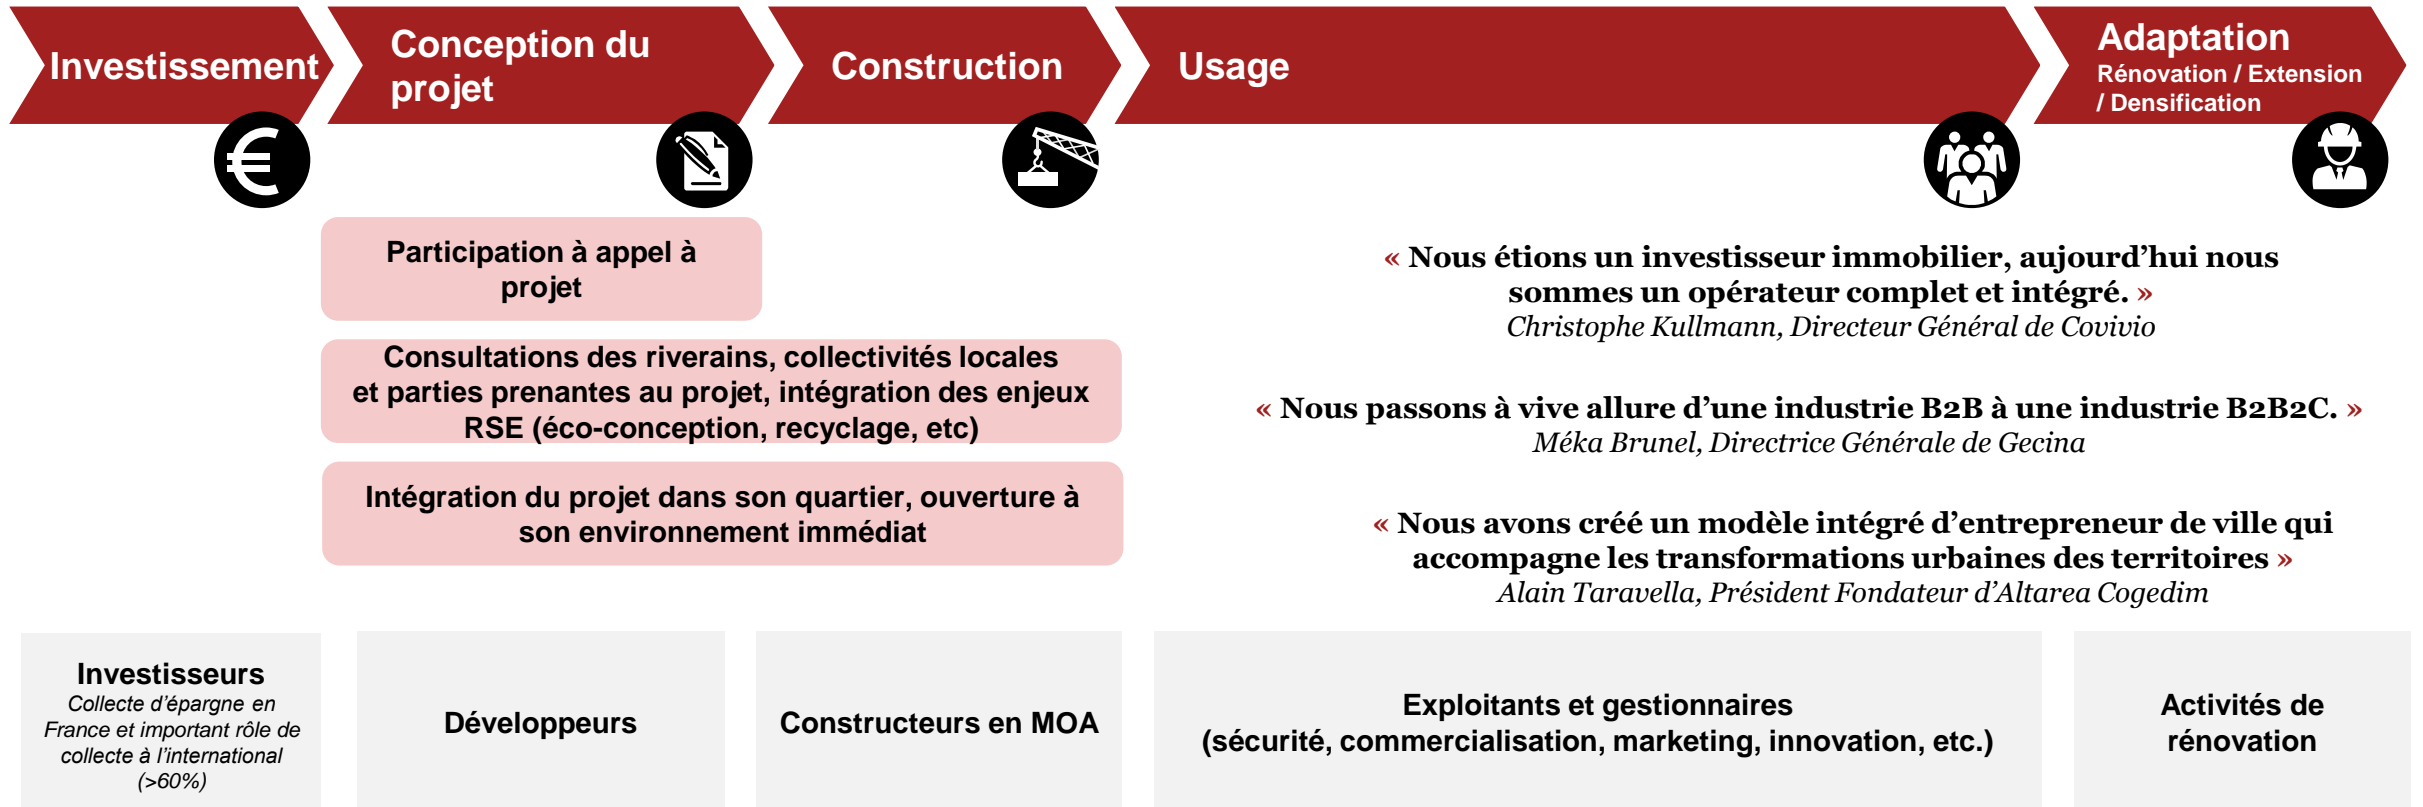 Investissement
Conception du
projet
Construction
Usage
Adaptation
Rénovation / Extension
/ Densification
Participation à appel à
projet
Consultations des riverains, collectivités locales
et parties prenantes au projet, intégration des enjeux
RSE (éco-conception, recyclage, etc)
Intégration du projet dans son quartier, ouverture à
son environnement immédiat
« Nous étions un investisseur immobilier, aujourd’hui nous
sommes un opérateur complet et intégré. »
Christophe Kullmann, Directeur Général de Covivio
« Nous passons à vive allure d’une industrie B2B à une industrie B2B2C. »
Méka Brunel, Directrice Générale de Gecina
« Nous avons créé un modèle intégré d’entrepreneur de ville qui
accompagne les transformations urbaines des territoires »
Alain Taravella, Président Fondateur d’Altarea Cogedim
Investisseurs
Collecte d’épargne en
France et important rôle de
collecte à l’international
(>60%)
Développeurs
Constructeurs en MOA
Exploitants et gestionnaires
(sécurité, commercialisation, marketing, innovation, etc.)
Activités de
rénovation